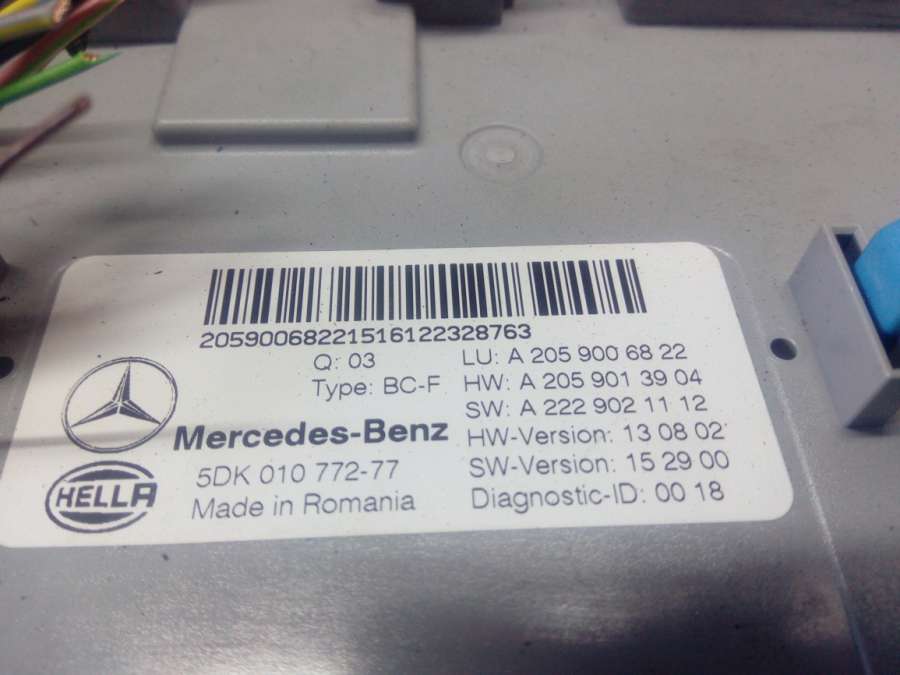 20590068221516122328763
Q: 03
Type: BC-F
LU: A 205 900 68 22
HW: A 205 901 39 04
SW: A 222 902 11 12
HW-Version: 13 08 02
SW-Version: 15 29 00
Diagnostic-ID: 00 18
Mercedes-Benz
5DK 010 772-77
Made in Romania
HELLA